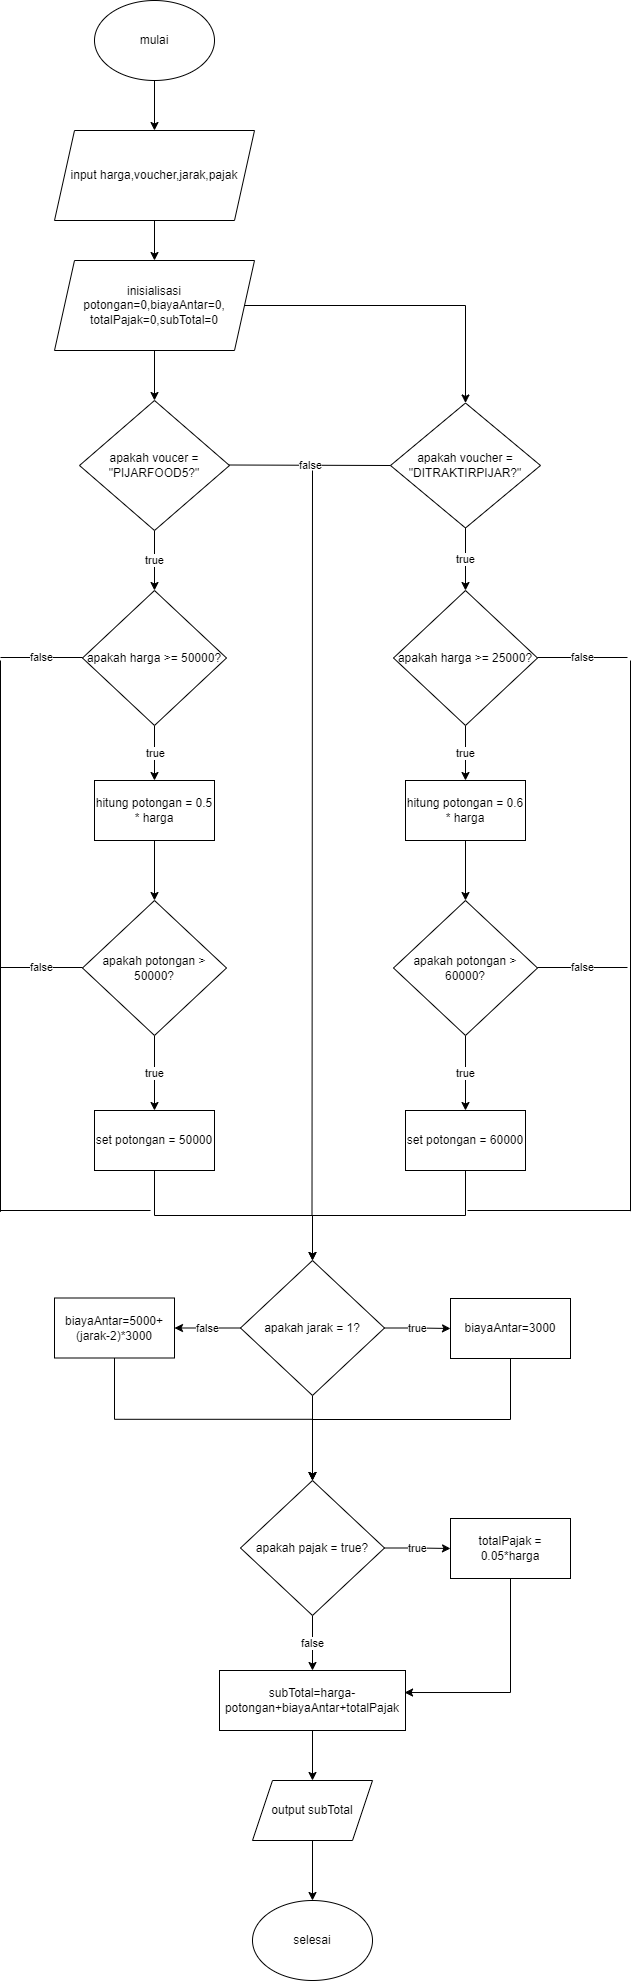 mulai
input harga,voucher,jarak,pajak
inisialisasi
potongan=0,biayaAntar=0,
totalPajak=0,subTotal=0
apakah voucer =
"PIJARFOOD5?"
false
apakah voucher =
"DITRAKTIRPIJAR?"
true
true
false
apakah harga >= 50000?
apakah harga >= 25000?
false
true
true
hitung potongan = 0.5
* harga
hitung potongan = 0.6
* harga
false
apakah potongan >
50000?
apakah potongan >
60000?
false
true
true
set potongan = 50000
set potongan = 60000
biayaAntar=5000+
(jarak-2)*3000
false
apakah jarak = 1?
true
biayaAntar=3000
apakah pajak = true?
true
totalPajak =
0.05*harga
false
subTotal=harga-
potongan+biayaAntar+totalPajak
output subTotal
selesai